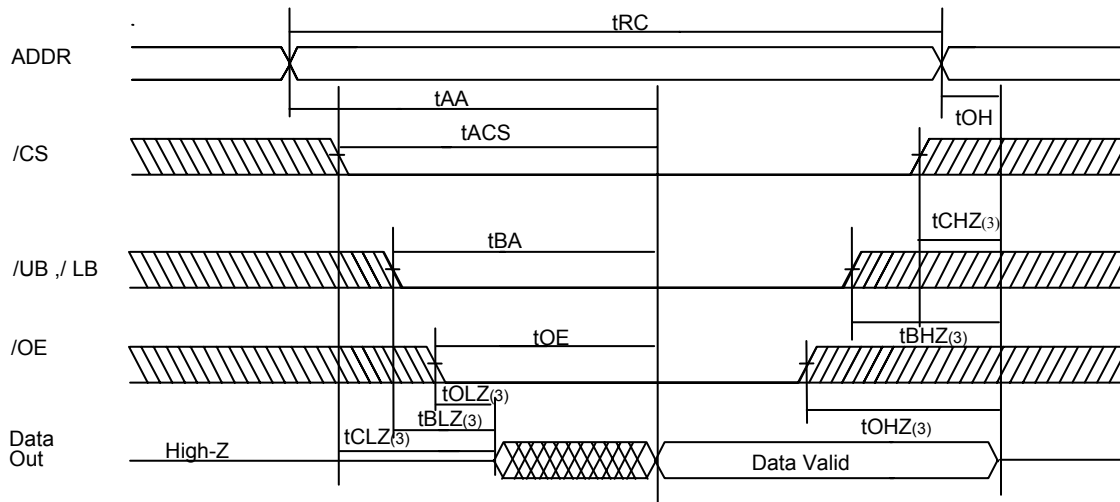 tRC
ADDR
tAA
tOH
tACS
/CS
tCHZ(3)
tBA
/UB ,/ LB
tBHZ(3)
tOE
/OE
tOLZ(3)
tBLZ(3)
tOHZ(3)
tCLZ(3)
Data
Out
High-Z
Data Valid